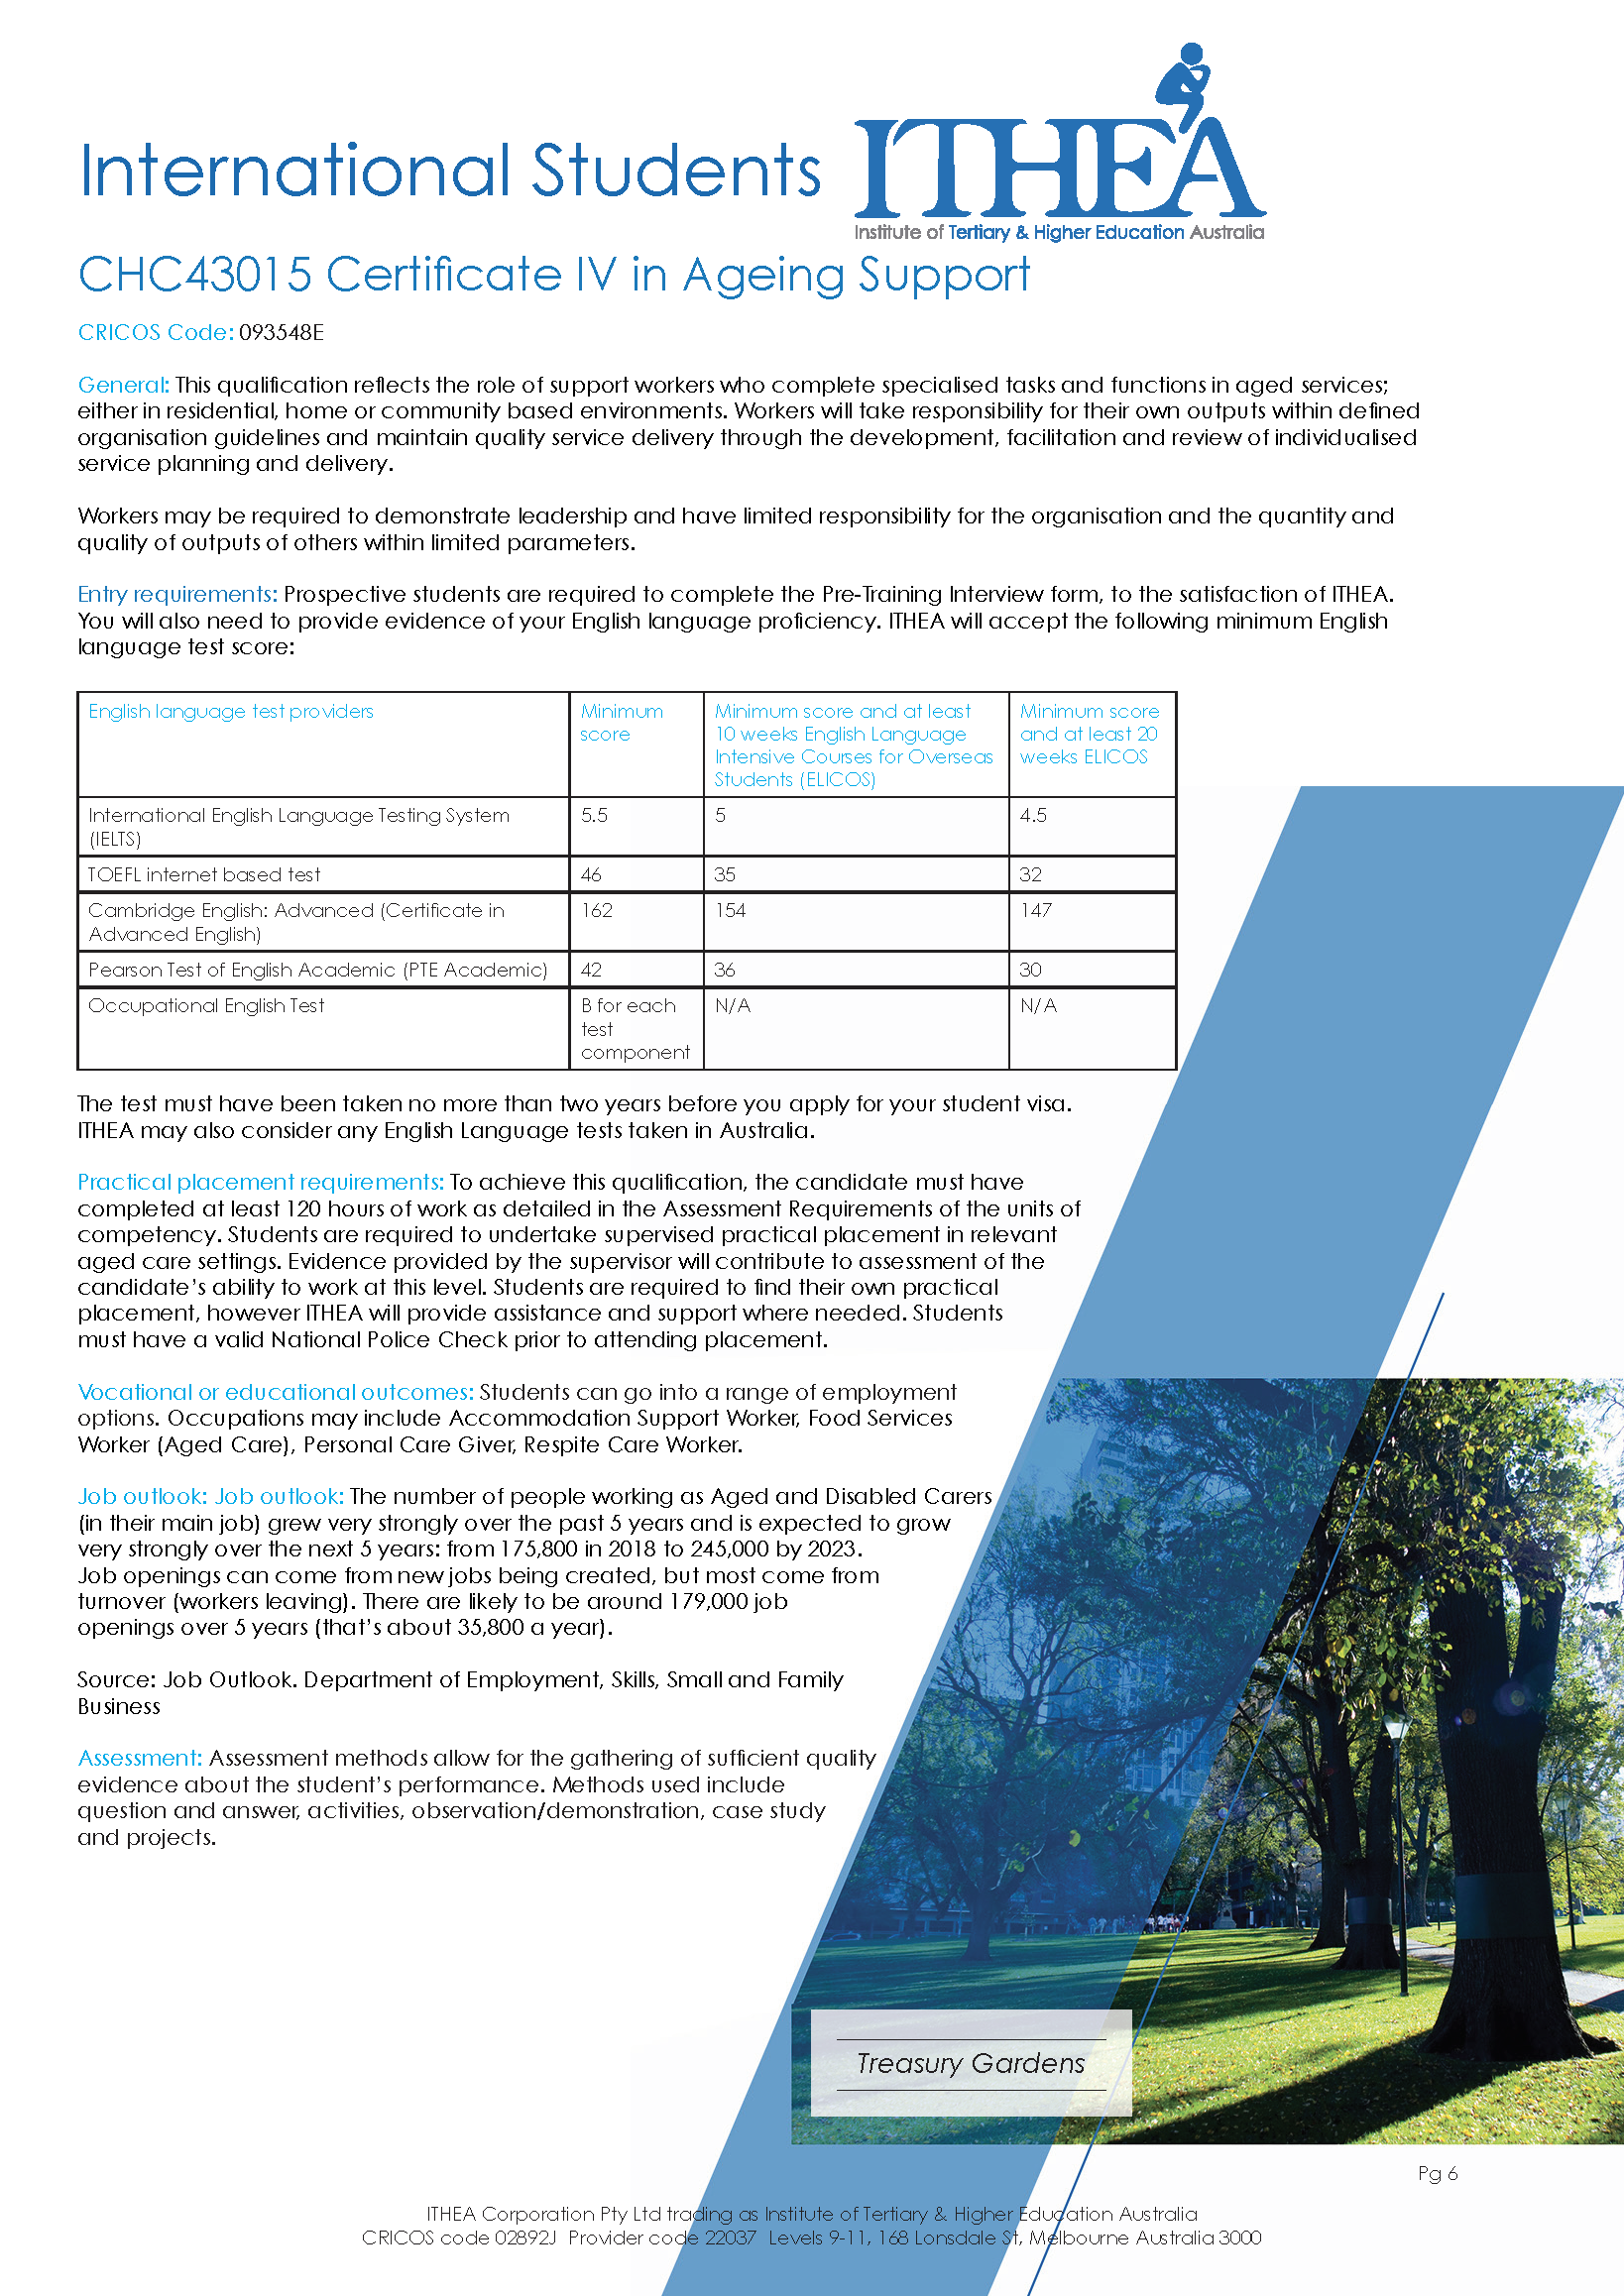 International Students
ITHEA
Institute of Tertiary & Higher Education Australia
CHC43015 Certificate IV in Ageing Support
CRICOS Code: 093548E
General: This qualification reflects the role of support workers who complete specialised tasks and functions in aged services;
either in residential, home or community based environments. Workers will take responsibility for their own outputs within defined
organisation guidelines and maintain quality service delivery through the development, facilitation and review of individualised
service planning and delivery.
Workers may be required to demonstrate leadership and have limited responsibility for the organisation and the quantity and
quality of outputs of others within limited parameters.
Entry requirements: Prospective students are required to complete the Pre-Training Interview form, to the satisfaction of ITHEA.
You will also need to provide evidence of your English language proficiency. ITHEA will accept the following minimum English
language test score:
English language test providers
Minimum
score
Minimum score and at least
10 weeks English Language
Intensive Courses for Overseas
Students (ELICOS)
Minimum score
and at least 20
weeks ELICOS
International English Language Testing System
(IELTS)
5.5
5
4.5
TOEFL internet based test
46
35
32
Cambridge English: Advanced (Certificate in
Advanced English)
162
154
147
Pearson Test of English Academic (PTE Academic)
42
36
30
Occupational English Test
B for each
test
component
N/A
N/A
The test must have been taken no more than two years before you apply for your student visa.
ITHEA may also consider any English Language tests taken in Australia.
Practical placement requirements: To achieve this qualification, the candidate must have
completed at least 120 hours of work as detailed in the Assessment Requirements of the units of
competency. Students are required to undertake supervised practical placement in relevant
aged care settings. Evidence provided by the supervisor will contribute to assessment of the
candidate's ability to work at this level. Students are required to find their own practical
placement, however ITHEA will provide assistance and support where needed. Students
must have a valid National Police Check prior to attending placement.
Vocational or educational outcomes: Students can go into a range of employment
options. Occupations may include Accommodation Support Worker, Food Services
Worker (Aged Care), Personal Care Giver, Respite Care Worker.
Job outlook: Job outlook: The number of people working as Aged and Disabled Carers
(in their main job) grew very strongly over the past 5 years and is expected to grow
very strongly over the next 5 years: from 175,800 in 2018 to 245,000 by 2023.
Job openings can come from new jobs being created, but most come from
turnover (workers leaving). There are likely to be around 179,000 job
openings over 5 years (that's about 35,800 a year).
Source: Job Outlook. Department of Employment, Skills, Small and Family
Business
Assessment: Assessment methods allow for the gathering of sufficient quality
evidence about the student's performance. Methods used include
question and answer, activities, observation/demonstration, case study
and projects.
Treasury Gardens
Pg 6
ITHEA Corporation Pty Ltd trading as Institute of Tertiary & Higher Education Australia
CRICOS code 02892J Provider code 22037 Levels 9-11, 168 Lonsdale St, Melbourne Australia 3000